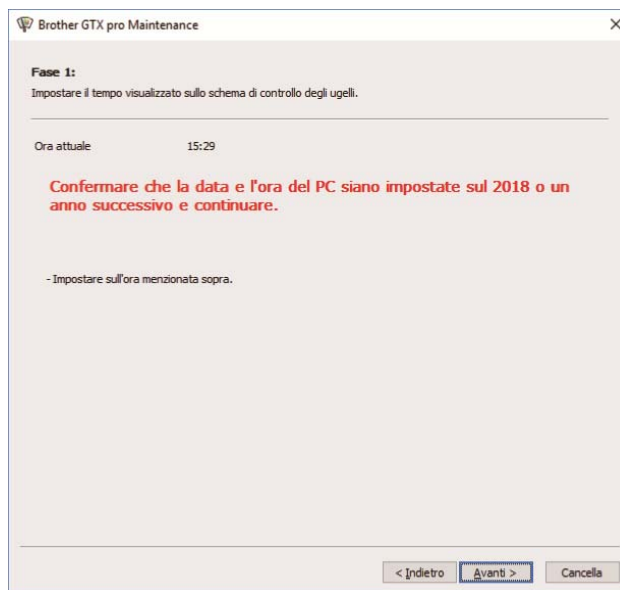 Brother GTX pro Maintenance
Fase 1:
Impostare il tempo visualizzato sullo schema di controllo degli ugelli.
Ora attuale 15:29
Confermare che la data e l'ora del PC siano impostate sul 2018 o un
anno successivo e continuare.
- Impostare sull'ora menzionata sopra.
< Indietro Avanti > Cancella